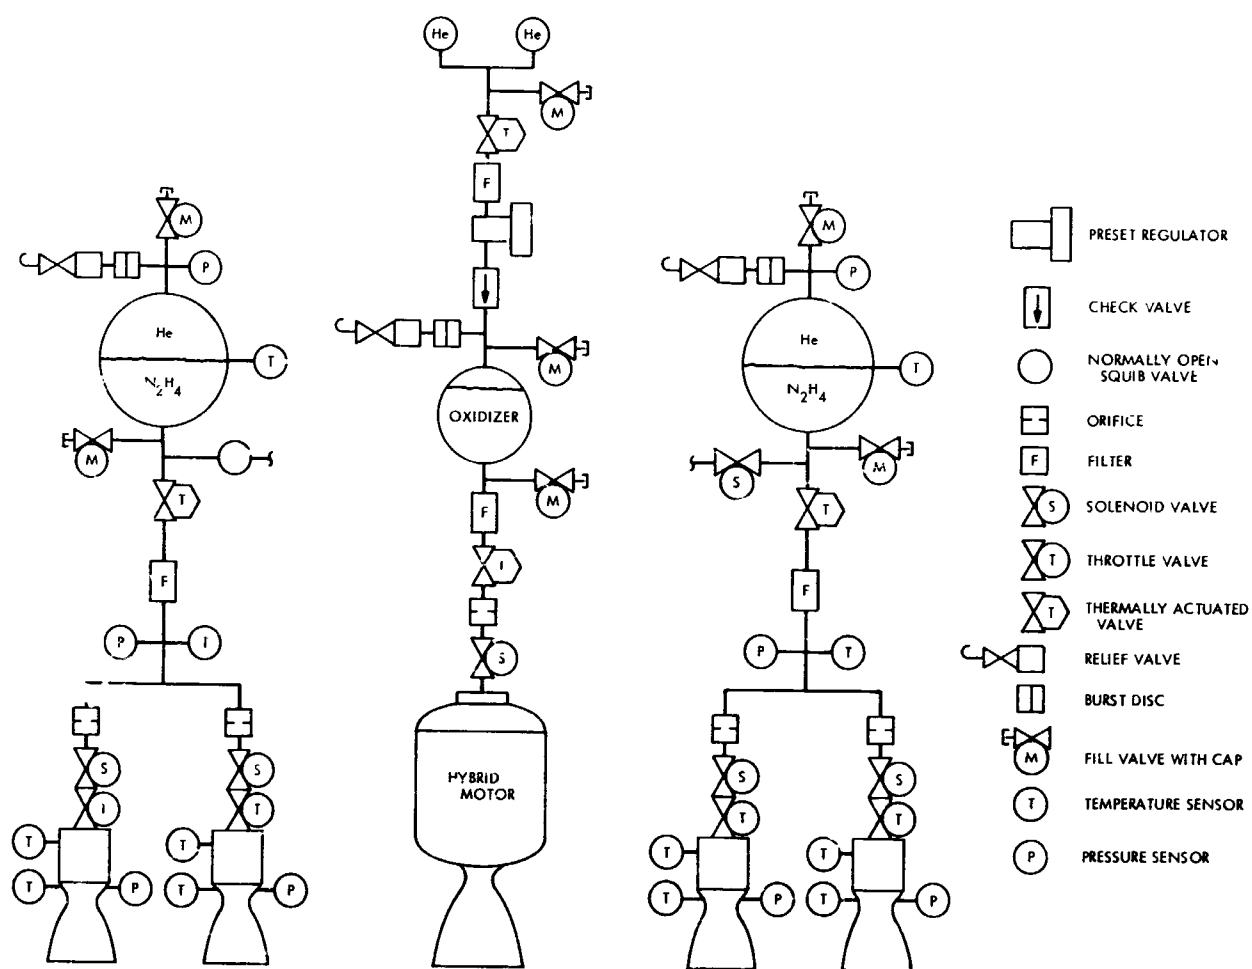 He He
M
T
F
M
P
He
T
N2H4
M
T
F
P I
S S
I T
T T
T P T P
M
OXIDIZER
M
F
I
S
HYBRID
MOTOR
M
P
He
T
N2H4
M
S
T
F
P T
S S
T T
T T
T P T P
PRESET REGULATOR
CHECK VALVE
NORMALLY OPEN
SQUIB VALVE
ORIFICE
F FILTER
S SOLENOID VALVE
T THROTTLE VALVE
T THERMALLY ACTUATED
VALVE
RELIEF VALVE
BURST DISC
M FILL VALVE WITH CAP
T TEMPERATURE SENSOR
P PRESSURE SENSOR